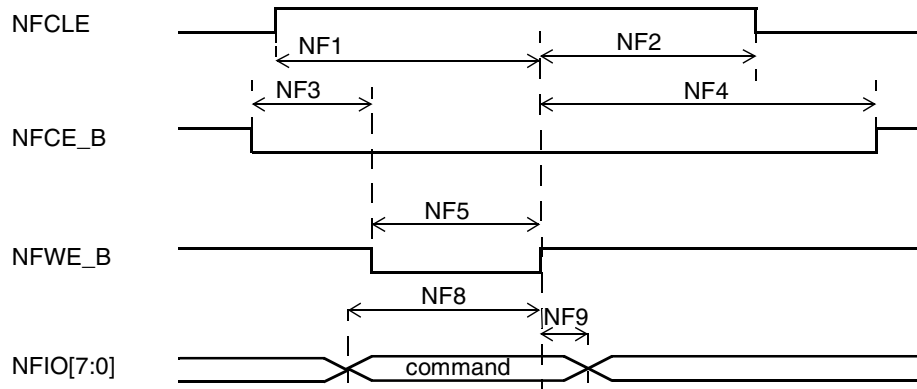 NFCLE
NF1
NF2
NF3
NF4
NFCE_B
NF5
NFWE_B
NF8
NF9
NFIO[7:0]
command